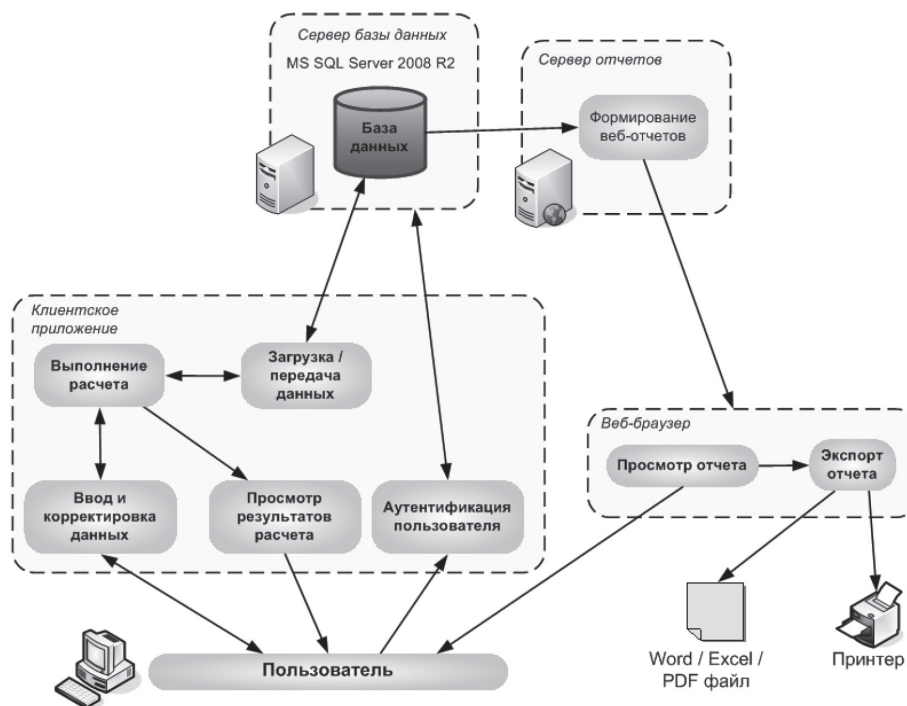 Сервер базы данных
MS SQL Server 2008 R2
База
данных
Сервер отчетов
Формирование
веб-отчетов
Клиентское
приложение
Выполнение
расчета
Загрузка /
передача
данных
Ввод и
корректировка
данных
Просмотр
результатов
расчета
Аутентификация
пользователя
Веб-браузер
Просмотр отчета
Экспорт
отчета
Пользователь
Word / Excel /
PDF файл
Принтер